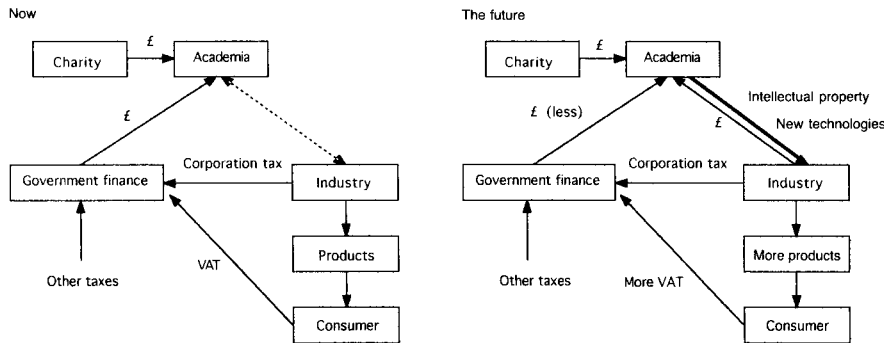 Now
£
Charity
Academia
£
Corporation tax
Government finance
Industry
Products
VAT
Other taxes
Consumer
The future
£
Charity
Academia
Intellectual property
£ (less)
£
New technologies
Corporation tax
Government finance
Industry
More products
Other taxes
More VAT
Consumer